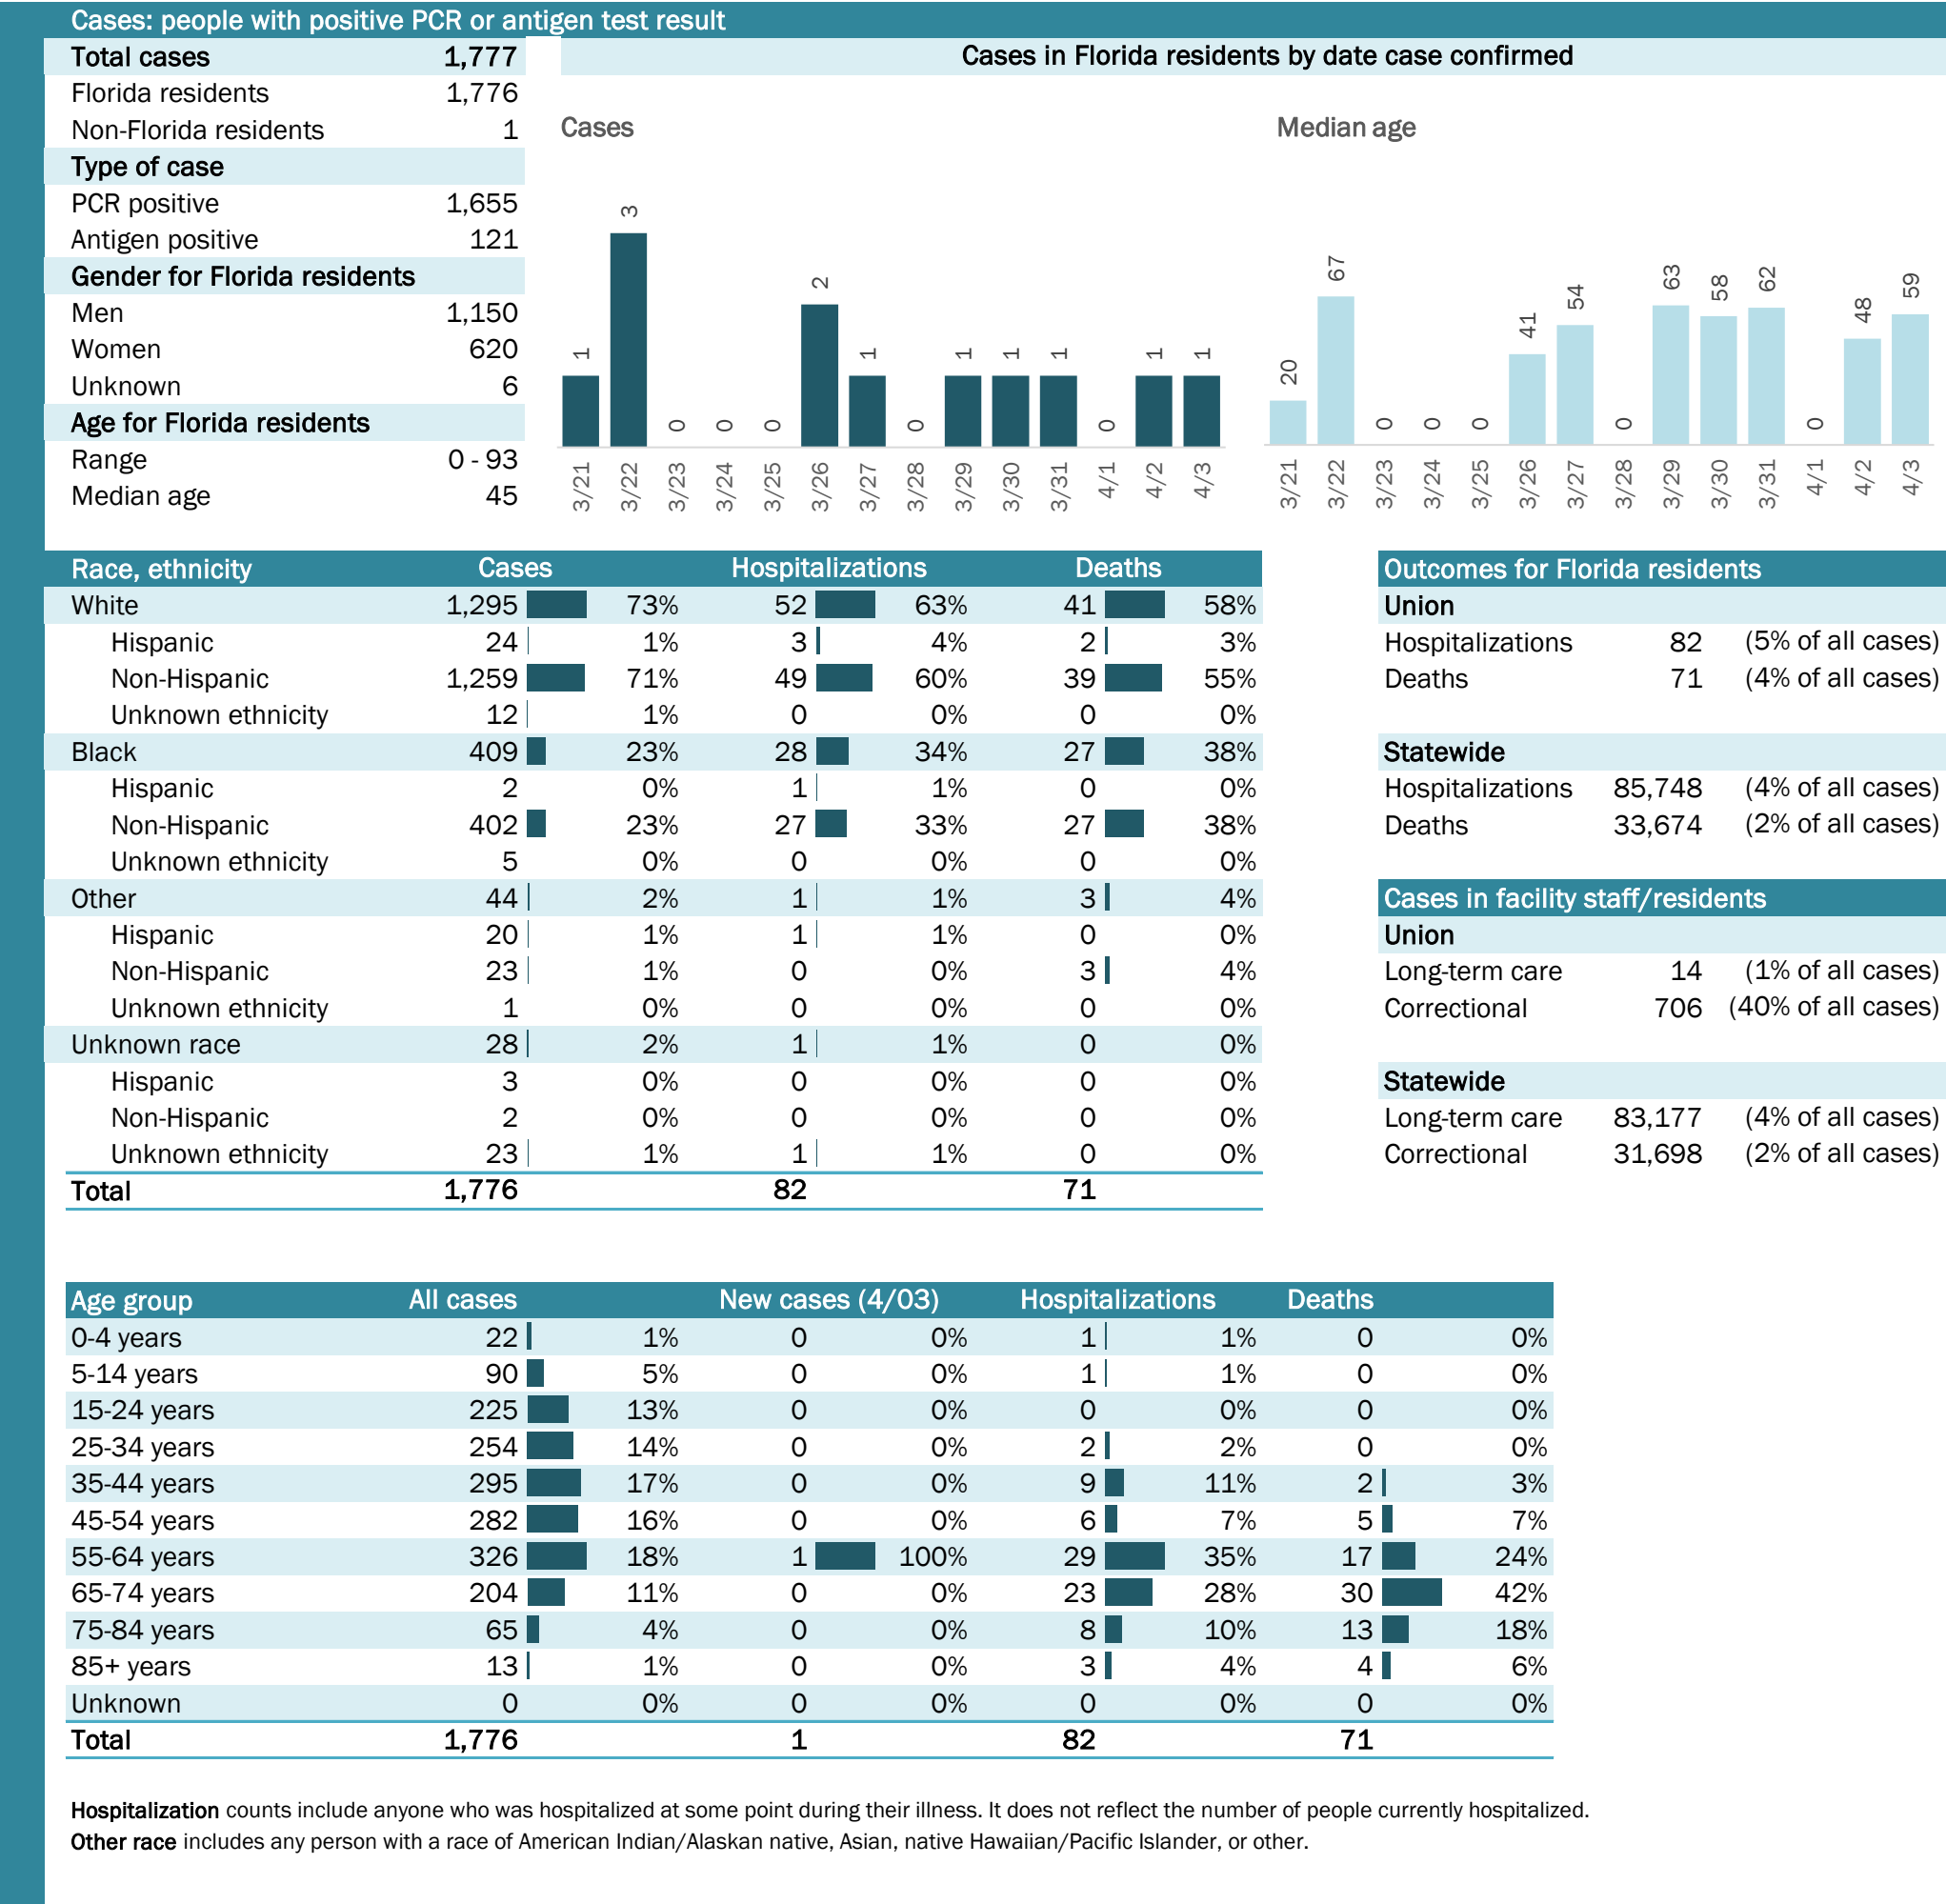 Cases: people with positive PCR or antigen test result
Total cases 1,777
Florida residents 1,776
Non-Florida residents 1
Type of case
PCR positive 1,655
Antigen positive 121
Gender for Florida residents
Men 1,150
Women 620
Unknown 6
Age for Florida residents
Range 0 - 93
Median age 45
Cases in Florida residents by date case confirmed
Cases
1 3 0 0 0 2 1 0 1 1 1 0 1 1
3/21 3/22 3/23 3/24 3/25 3/26 3/27 3/28 3/29 3/30 3/31 4/1 4/2 4/3
Median age
20 67 0 0 0 41 54 0 63 58 62 0 48 59
3/21 3/22 3/23 3/24 3/25 3/26 3/27 3/28 3/29 3/30 3/31 4/1 4/2 4/3
Race, ethnicity Cases Hospitalizations Deaths
White 1,295 73% 52 63% 41 58%
Hispanic 24 1% 3 4% 2 3%
Non-Hispanic 1,259 71% 49 60% 39 55%
Unknown ethnicity 12 1% 0 0% 0 0%
Black 409 23% 28 34% 27 38%
Hispanic 2 0% 1 1% 0 0%
Non-Hispanic 402 23% 27 33% 27 38%
Unknown ethnicity 5 0% 0 0% 0 0%
Other 44 2% 1 1% 3 4%
Hispanic 20 1% 1 1% 0 0%
Non-Hispanic 23 1% 0 0% 3 4%
Unknown ethnicity 1 0% 0 0% 0 0%
Unknown race 28 2% 1 1% 0 0%
Hispanic 3 0% 0 0% 0 0%
Non-Hispanic 2 0% 0 0% 0 0%
Unknown ethnicity 23 1% 1 1% 0 0%
Total 1,776 82 71
Outcomes for Florida residents
Union
Hospitalizations 82 (5% of all cases)
Deaths 71 (4% of all cases)
Statewide
Hospitalizations 85,748 (4% of all cases)
Deaths 33,674 (2% of all cases)
Cases in facility staff/residents
Union
Long-term care 14 (1% of all cases)
Correctional 706 (40% of all cases)
Statewide
Long-term care 83,177 (4% of all cases)
Correctional 31,698 (2% of all cases)
Age group All cases New cases (4/03) Hospitalizations Deaths
0-4 years 22 1% 0 0% 1 1% 0 0%
5-14 years 90 5% 0 0% 1 1% 0 0%
15-24 years 225 13% 0 0% 0 0% 0 0%
25-34 years 254 14% 0 0% 2 2% 0 0%
35-44 years 295 17% 0 0% 9 11% 2 3%
45-54 years 282 16% 0 0% 6 7% 5 7%
55-64 years 326 18% 1 100% 29 35% 17 24%
65-74 years 204 11% 0 0% 23 28% 30 42%
75-84 years 65 4% 0 0% 8 10% 13 18%
85+ years 13 1% 0 0% 3 4% 4 6%
Unknown 0 0% 0 0% 0 0% 0 0%
Total 1,776 1 82 71
Hospitalization counts include anyone who was hospitalized at some point during their illness. It does not reflect the number of people currently hospitalized.
Other race includes any person with a race of American Indian/Alaskan native, Asian, native Hawaiian/Pacific Islander, or other.